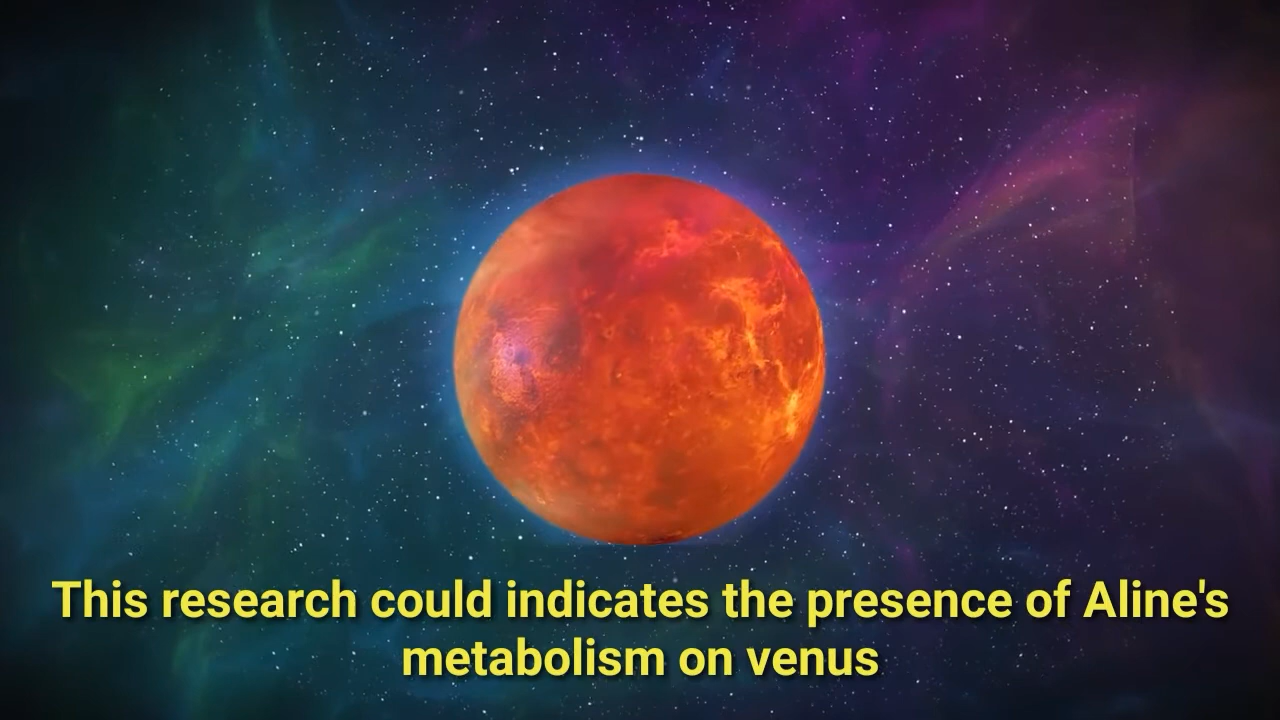 This research could indicates the presence of Aline's
metabolism on venus